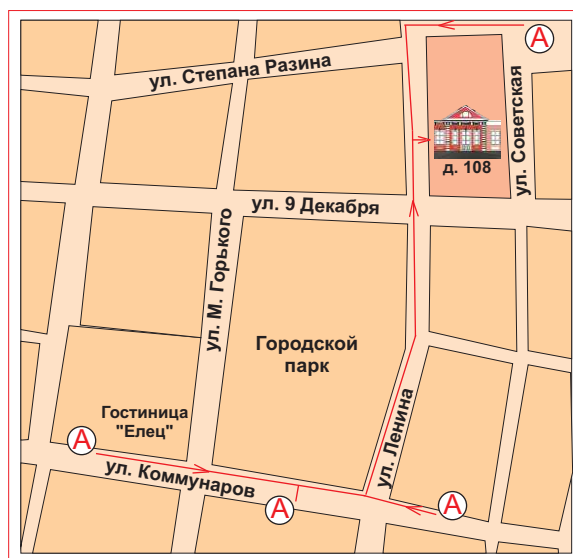 А
ул. Степана Разина
ул. Советская
д. 108
ул. 9 Декабря
ул. М. Горького
Городской
парк
ул. Ленина
Гостиница
"Елец"
А
ул. Коммунаров
А
А